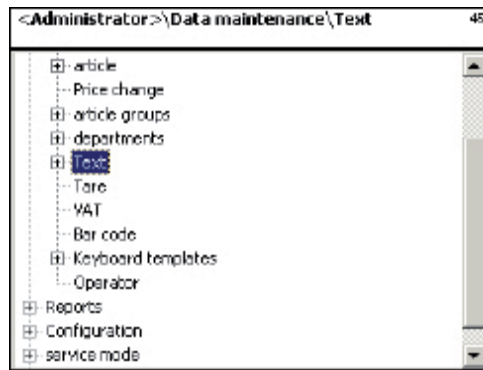 <Administrator>\Data maintenance\Text 45
article
Price change
article groups
departments
Text
Tare
VAT
Bar code
Keyboard templates
Operator
Reports
Configuration
service mode